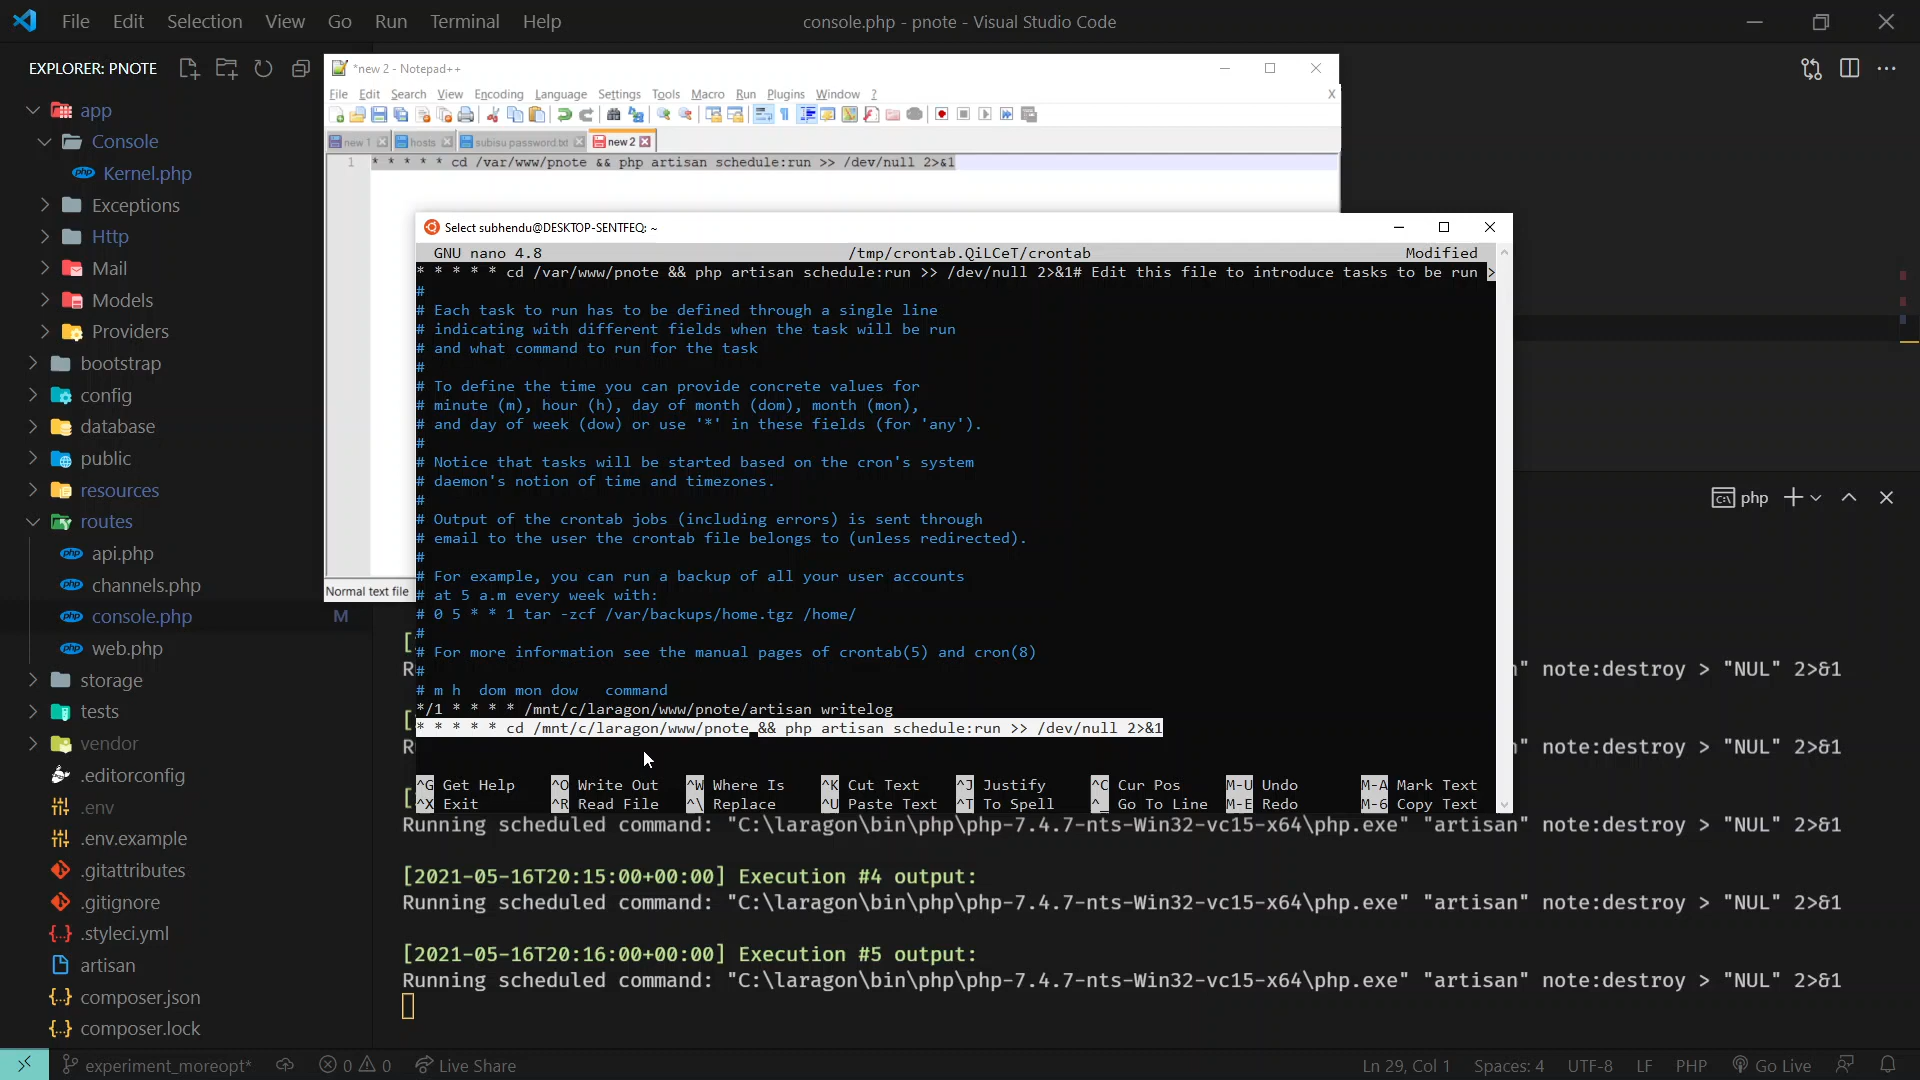 File Edit Selection View Go Run Terminal Help
console.php - pnote - Visual Studio Code
EXPLORER: PNOTE
app
Console
Kernel.php
Exceptions
Http
Mail
Models
Providers
bootstrap
config
database
public
resources
routes
api.php
channels.php
console.php M
web.php
storage
tests
vendor
.editorconfig
.env
.env.example
.gitattributes
.gitignore
.styleci.yml
artisan
composer.json
composer.lock
*new 2 - Notepad++
File Edit Search View Encoding Language Settings Tools Macro Run Plugins Window ? X
new 1 hosts subisu password.txt new 2
1 * * * * * cd /var/www/pnote && php artisan schedule:run >> /dev/null 2>&1
Normal text file
Select subhendu@DESKTOP-SENTFEQ: ~
GNU nano 4.8 /tmp/crontab.QiLCeT/crontab Modified
* * * * * cd /var/www/pnote && php artisan schedule:run >> /dev/null 2>&1# Edit this file to introduce tasks to be run >
#
# Each task to run has to be defined through a single line
# indicating with different fields when the task will be run
# and what command to run for the task
#
# To define the time you can provide concrete values for
# minute (m), hour (h), day of month (dom), month (mon),
# and day of week (dow) or use '*' in these fields (for 'any').
#
# Notice that tasks will be started based on the cron's system
# daemon's notion of time and timezones.
#
# Output of the crontab jobs (including errors) is sent through
# email to the user the crontab file belongs to (unless redirected).
#
# For example, you can run a backup of all your user accounts
# at 5 a.m every week with:
# 0 5 * * 1 tar -zcf /var/backups/home.tgz /home/
#
# For more information see the manual pages of crontab(5) and cron(8)
#
# m h  dom mon dow   command
*/1 * * * * /mnt/c/laragon/www/pnote/artisan writelog
* * * * * cd /mnt/c/laragon/www/pnote && php artisan schedule:run >> /dev/null 2>&1
^G Get Help ^O Write Out ^W Where Is ^K Cut Text ^J Justify ^C Cur Pos M-U Undo M-A Mark Text
^X Exit ^R Read File ^\ Replace ^U Paste Text ^T To Spell ^_ Go To Line M-E Redo M-6 Copy Text
php
[
R
" note:destroy > "NUL" 2>&1
[
R
" note:destroy > "NUL" 2>&1
[
Running scheduled command: "C:\laragon\bin\php\php-7.4.7-nts-Win32-vc15-x64\php.exe" "artisan" note:destroy > "NUL" 2>&1
[2021-05-16T20:15:00+00:00] Execution #4 output:
Running scheduled command: "C:\laragon\bin\php\php-7.4.7-nts-Win32-vc15-x64\php.exe" "artisan" note:destroy > "NUL" 2>&1
[2021-05-16T20:16:00+00:00] Execution #5 output:
Running scheduled command: "C:\laragon\bin\php\php-7.4.7-nts-Win32-vc15-x64\php.exe" "artisan" note:destroy > "NUL" 2>&1
experiment_moreopt* 0 0 Live Share
Ln 29, Col 1 Spaces: 4 UTF-8 LF PHP Go Live